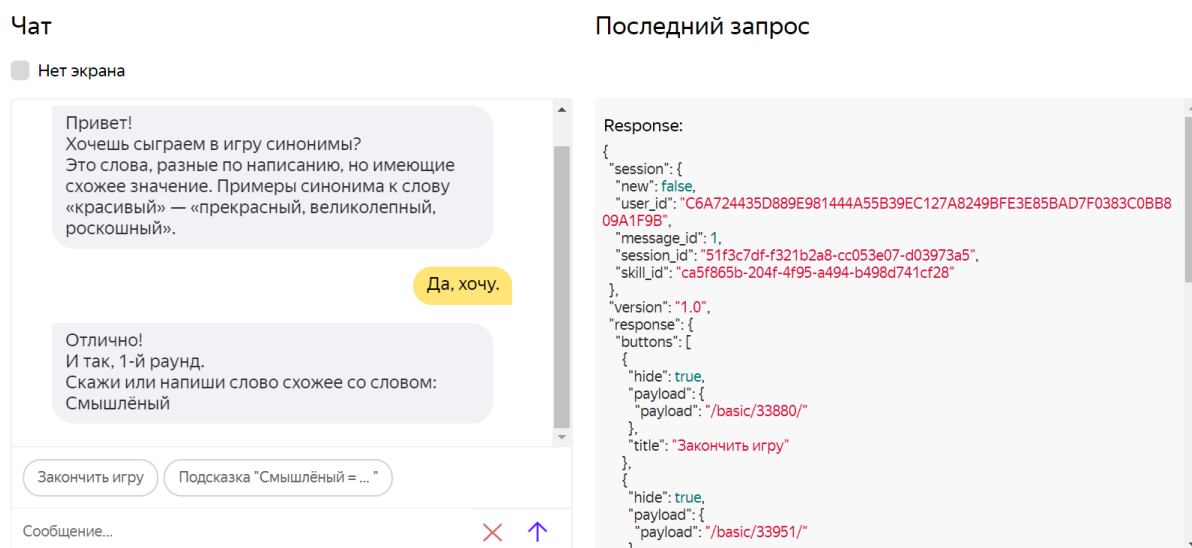 Чат
Нет экрана
Привет!
Хочешь сыграем в игру синонимы?
Это слова, разные по написанию, но имеющие
схожее значение. Примеры синонима к слову
«красивый» — «прекрасный, великолепный,
роскошный».
Да, хочу.
Отлично!
И так, 1-й раунд.
Скажи или напиши слово схожее со словом:
Смышлёный
Закончить игру
Подсказка "Смышлёный = ... "
Сообщение...
Последний запрос
Response:
{
"session": {
"new": false,
"user_id": "C6A724435D889E981444A55B39EC127A8249BFE3E85BAD7F0383C0BB8
09A1F9B",
"message_id": 1,
"session_id": "51f3c7df-f321b2a8-cc053e07-d03973a5",
"skill_id": "ca5f865b-204f-4f95-a494-b498d741cf28"
},
"version": "1.0",
"response": {
"buttons": [
{
"hide": true,
"payload": {
"payload": "/basic/33880/"
},
"title": "Закончить игру"
},
{
"hide": true,
"payload": {
"payload": "/basic/33951/"